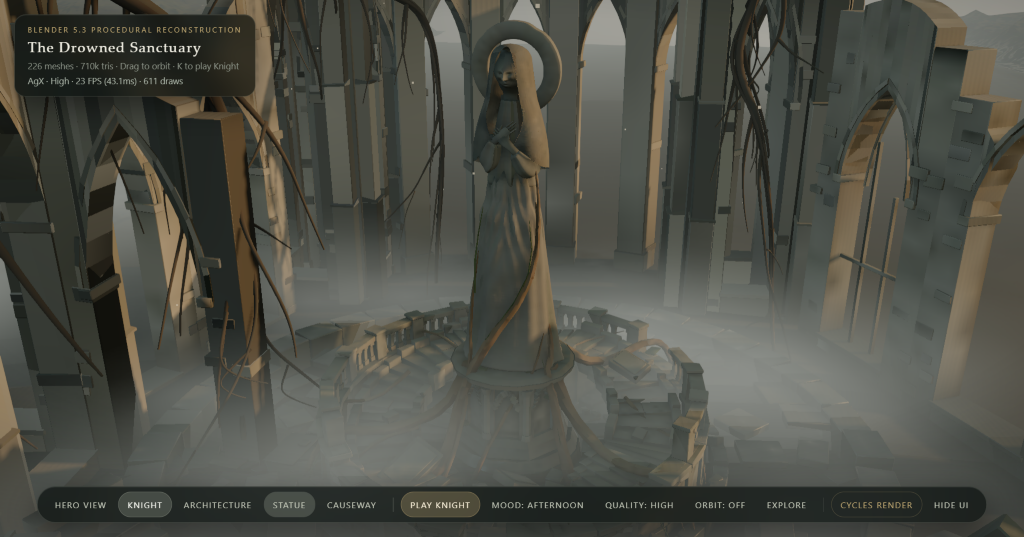 BLENDER 5.3 PROCEDURAL RECONSTRUCTION
The Drowned Sanctuary
226 meshes · 710k tris · Drag to orbit · K to play Knight
AgX · High · 23 FPS (43.1ms) · 611 draws
HERO VIEW KNIGHT ARCHITECTURE STATUE CAUSEWAY PLAY KNIGHT MOOD: AFTERNOON QUALITY: HIGH ORBIT: OFF EXPLORE CYCLES RENDER HIDE UI